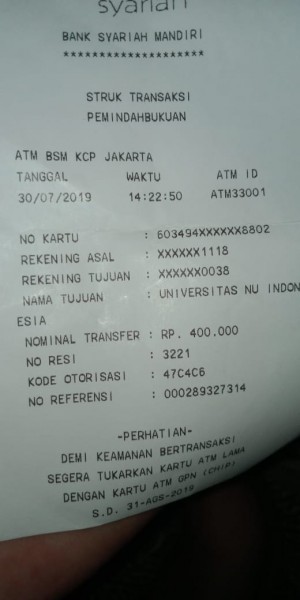 syariah
BANK SYARIAH MANDIRI
********************
STRUK TRANSAKSI
PEMINDAHBUKUAN
ATM BSM KCP JAKARTA
TANGGAL WAKTU ATM ID
30/07/2019 14:22:50 ATM33001
NO KARTU : 603494XXXXXX8802
REKENING ASAL : XXXXXX1118
REKENING TUJUAN : XXXXXX0038
NAMA TUJUAN : UNIVERSITAS NU INDON
ESIA
NOMINAL TRANSFER : RP. 400.000
NO RESI : 3221
KODE OTORISASI : 47C4C6
NO REFERENSI : 000289327314
-PERHATIAN-
DEMI KEAMANAN BERTRANSAKSI
SEGERA TUKARKAN KARTU ATM LAMA
DENGAN KARTU ATM GPN (CHIP)
S.D. 31-AGS-2019